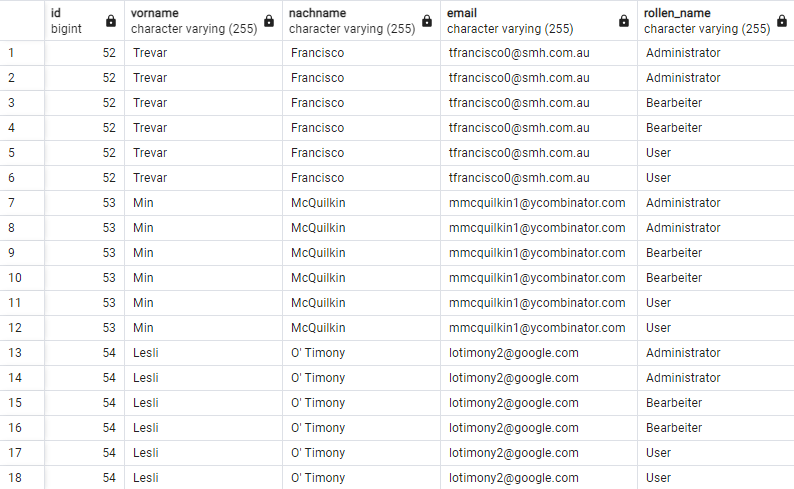 id vorname nachname email rollen_name
bigint character varying (255) character varying (255) character varying (255) character varying (255)
1 52 Trevar Francisco tfrancisco0@smh.com.au Administrator
2 52 Trevar Francisco tfrancisco0@smh.com.au Administrator
3 52 Trevar Francisco tfrancisco0@smh.com.au Bearbeiter
4 52 Trevar Francisco tfrancisco0@smh.com.au Bearbeiter
5 52 Trevar Francisco tfrancisco0@smh.com.au User
6 52 Trevar Francisco tfrancisco0@smh.com.au User
7 53 Min McQuilkin mmcquilkin1@ycombinator.com Administrator
8 53 Min McQuilkin mmcquilkin1@ycombinator.com Administrator
9 53 Min McQuilkin mmcquilkin1@ycombinator.com Bearbeiter
10 53 Min McQuilkin mmcquilkin1@ycombinator.com Bearbeiter
11 53 Min McQuilkin mmcquilkin1@ycombinator.com User
12 53 Min McQuilkin mmcquilkin1@ycombinator.com User
13 54 Lesli O' Timony lotimony2@google.com Administrator
14 54 Lesli O' Timony lotimony2@google.com Administrator
15 54 Lesli O' Timony lotimony2@google.com Bearbeiter
16 54 Lesli O' Timony lotimony2@google.com Bearbeiter
17 54 Lesli O' Timony lotimony2@google.com User
18 54 Lesli O' Timony lotimony2@google.com User